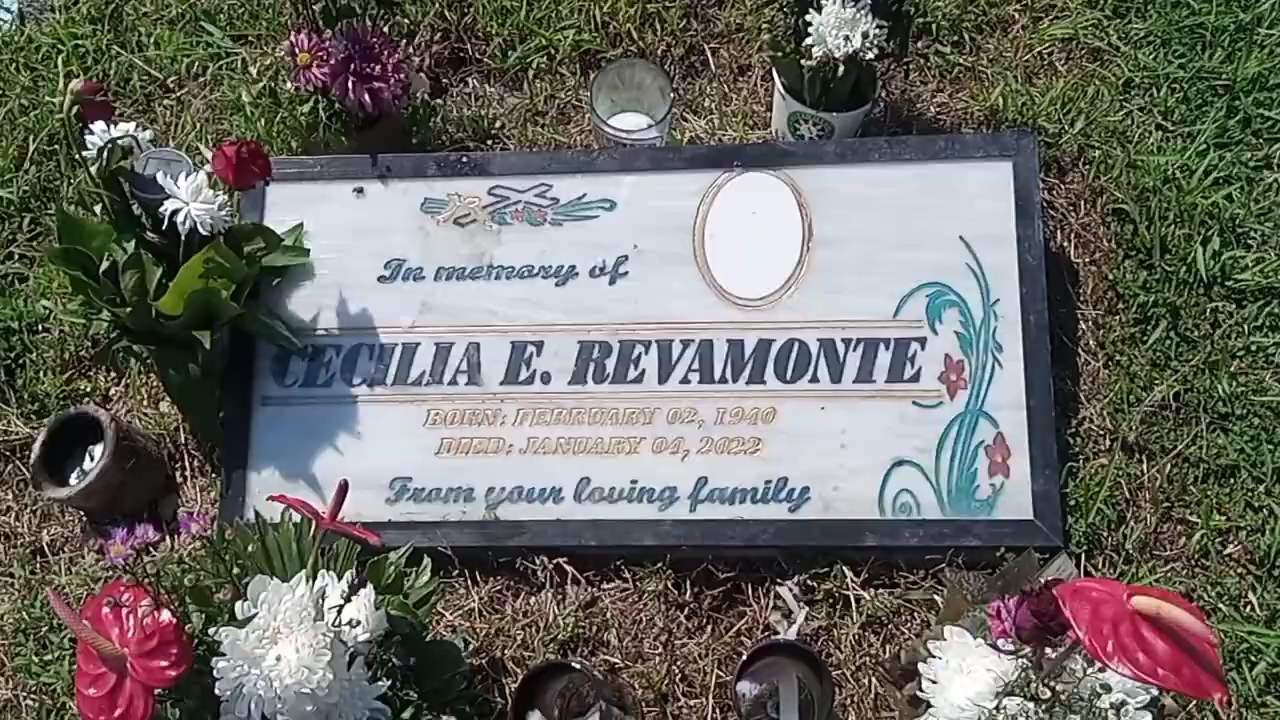 In memory of
CECILIA E. REVAMONTE
BORN: FEBRUARY 02, 1940
DIED: JANUARY 04, 2022
From your loving family